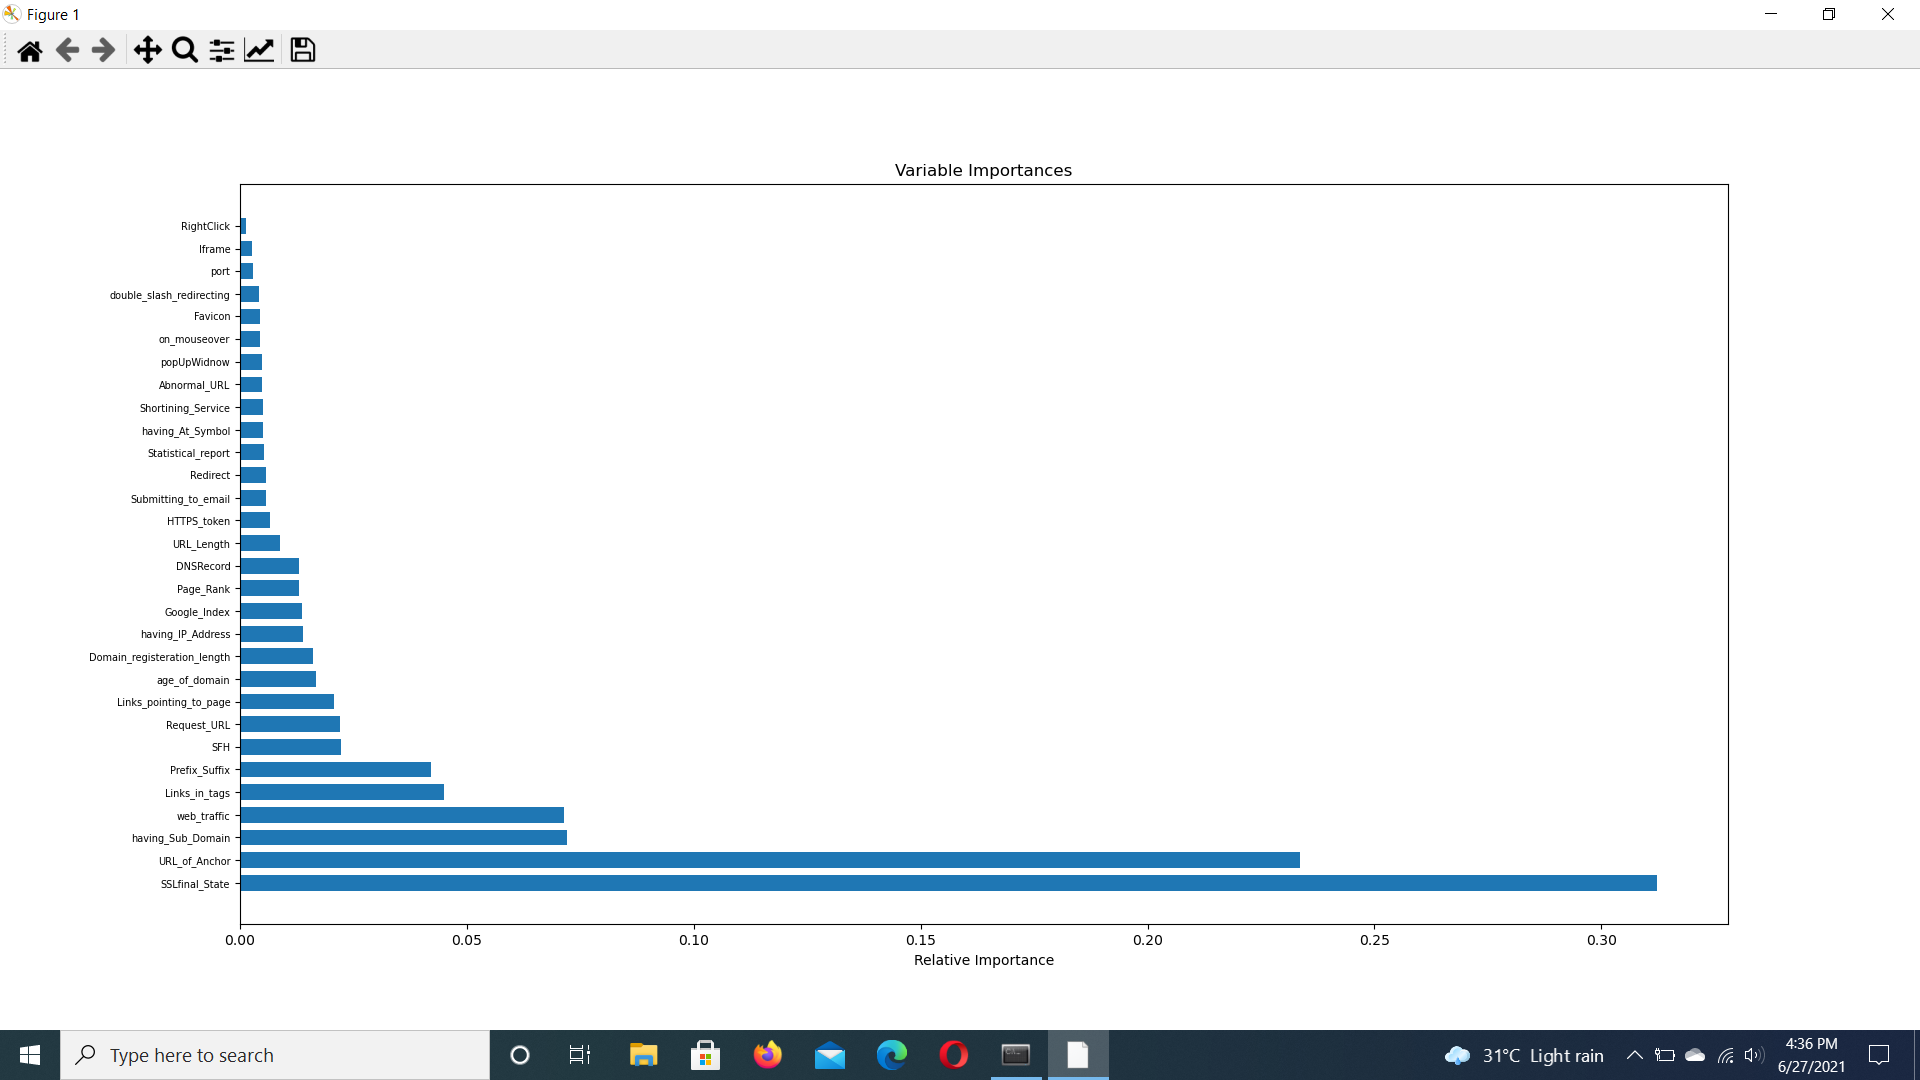 Figure 1
Variable Importances
RightClick
Iframe
port
double_slash_redirecting
Favicon
on_mouseover
popUpWidnow
Abnormal_URL
Shortining_Service
having_At_Symbol
Statistical_report
Redirect
Submitting_to_email
HTTPS_token
URL_Length
DNSRecord
Page_Rank
Google_Index
having_IP_Address
Domain_registeration_length
age_of_domain
Links_pointing_to_page
Request_URL
SFH
Prefix_Suffix
Links_in_tags
web_traffic
having_Sub_Domain
URL_of_Anchor
SSLfinal_State
0.00 0.05 0.10 0.15 0.20 0.25 0.30
Relative Importance
Type here to search
31°C Light rain
4:36 PM
6/27/2021